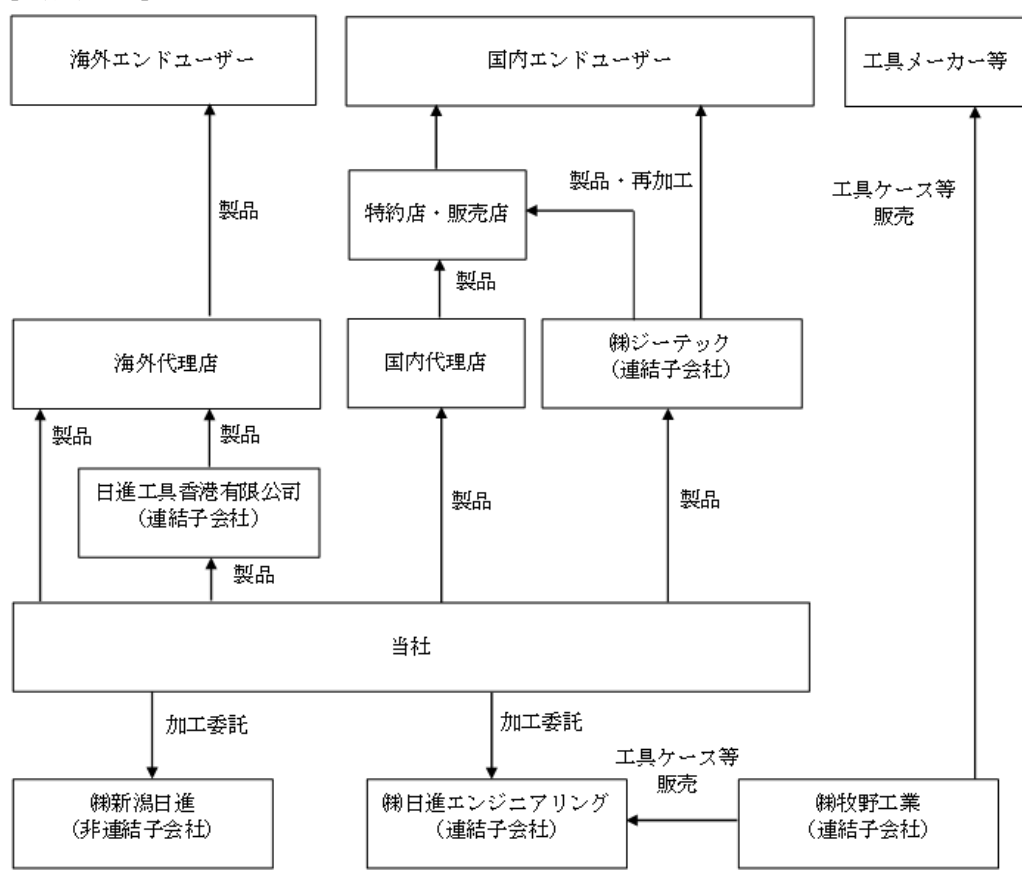 海外エンドユーザー
国内エンドユーザー
工具メーカー等
製品・再加工
工具ケース等
販売
製品
特約店・販売店
製品
海外代理店
国内代理店
㈱ジーテック
(連結子会社)
製品
製品
日進工具香港有限公司
(連結子会社)
製品
製品
製品
当社
加工委託
加工委託
工具ケース等
販売
㈱新潟日進
(非連結子会社)
㈱日進エンジニアリング
(連結子会社)
㈱牧野工業
(連結子会社)